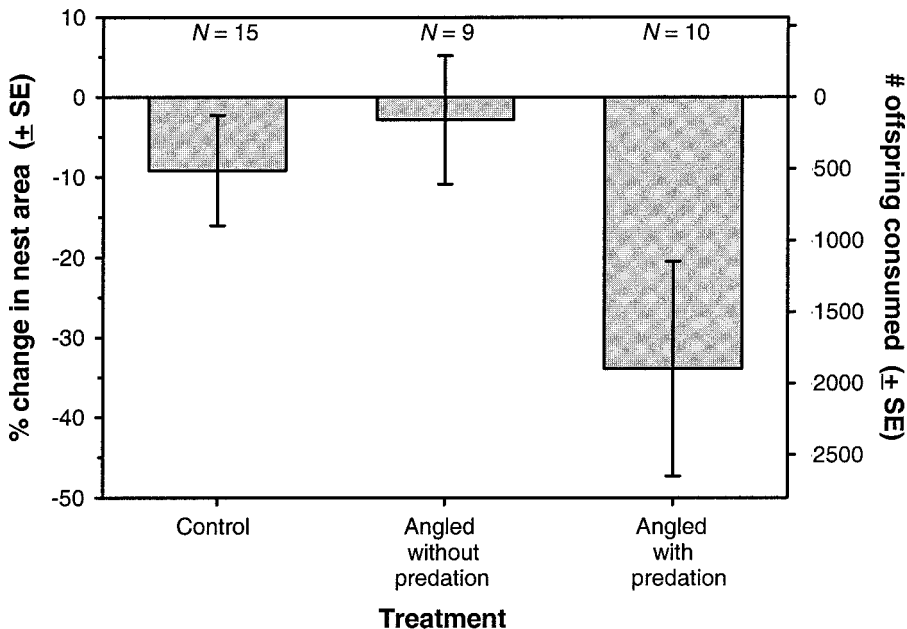 10
0
-10
-20
-30
-40
-50
% change in nest area (± SE)
N = 15
N = 9
N = 10
0
500
1000
1500
2000
2500
# offspring consumed (± SE)
Control
Angled
without
predation
Angled
with
predation
Treatment